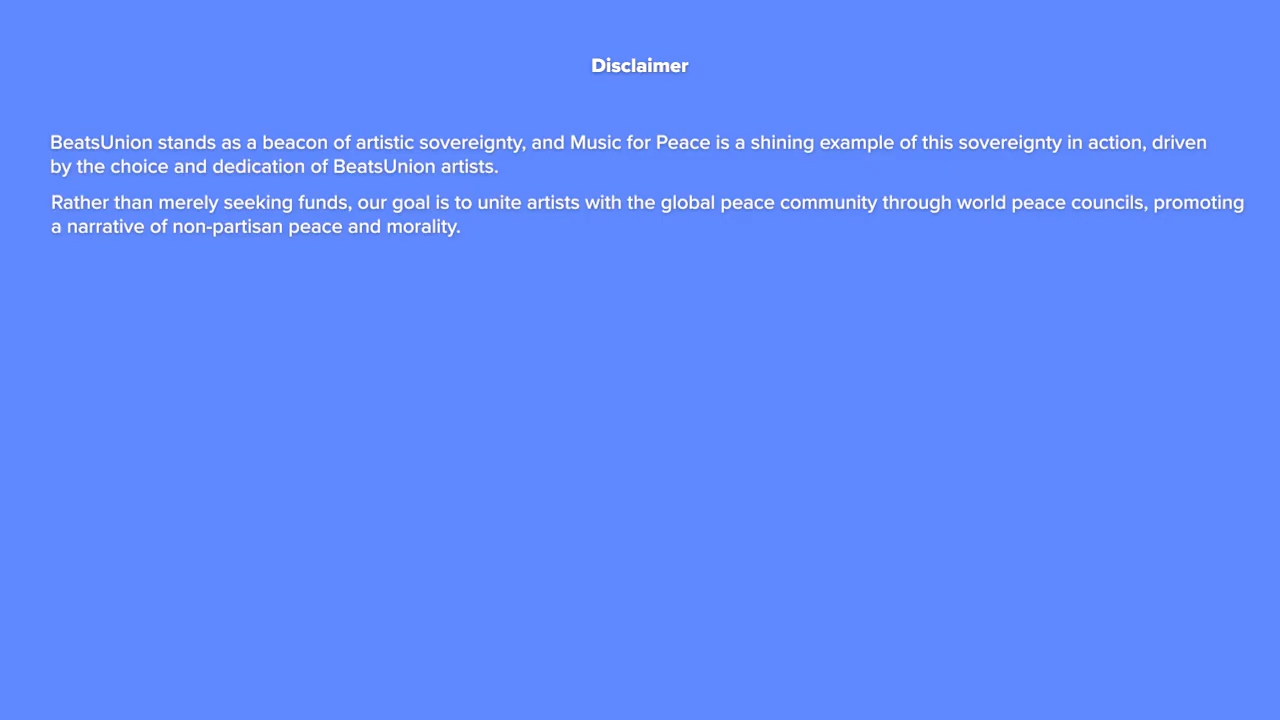 Disclaimer
BeatsUnion stands as a beacon of artistic sovereignty, and Music for Peace is a shining example of this sovereignty in action, driven
by the choice and dedication of BeatsUnion artists.
Rather than merely seeking funds, our goal is to unite artists with the global peace community through world peace councils, promoting
a narrative of non-partisan peace and morality.